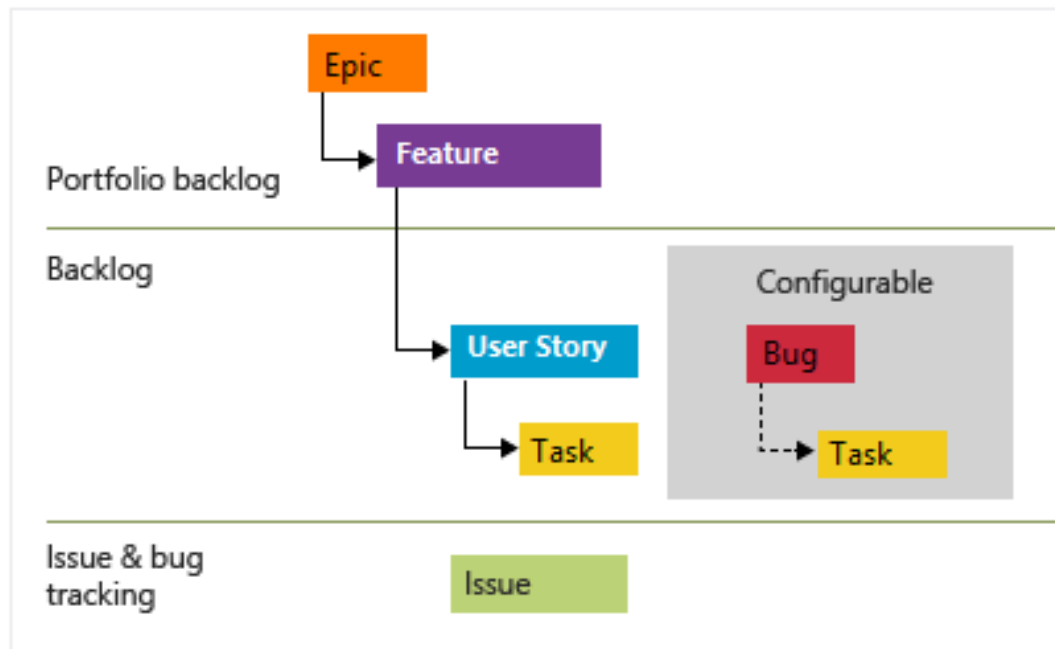 Epic
Feature
Portfolio backlog
Backlog
Configurable
User Story
Bug
Task
Task
Issue & bug
tracking
Issue